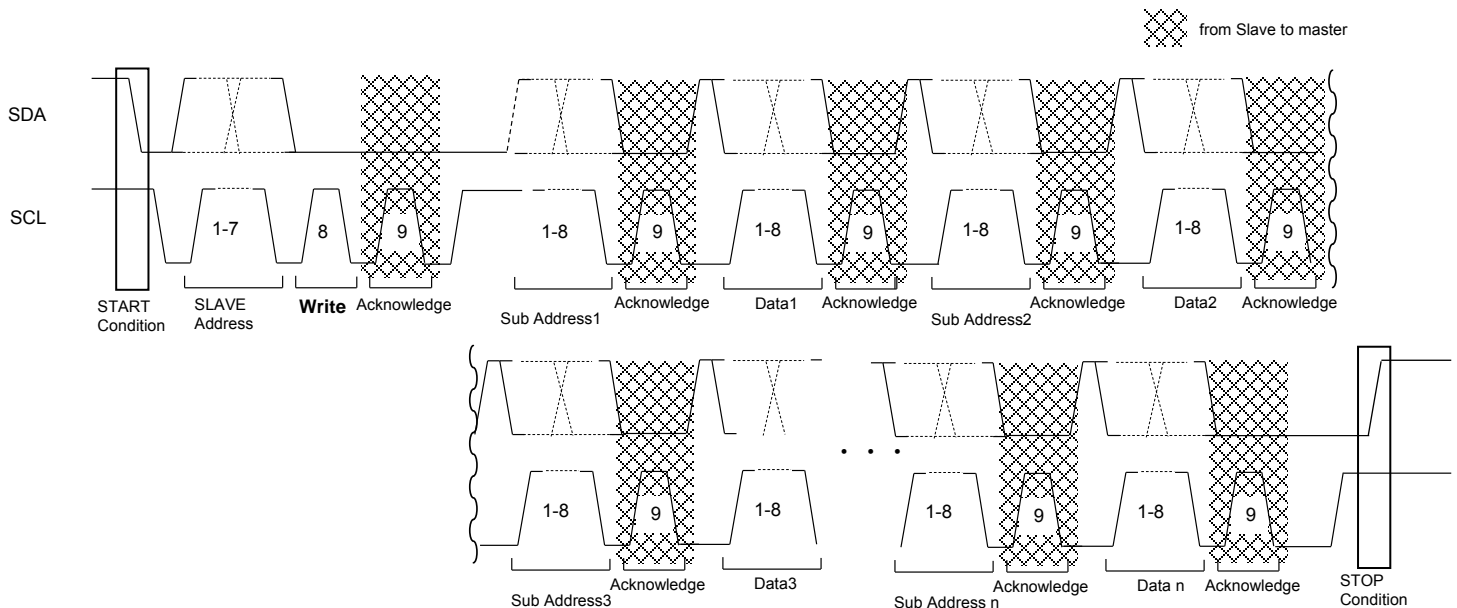 from Slave to master
SDA
SCL
1-7
8
9
1-8
9
1-8
9
1-8
9
1-8
9
START
Condition
SLAVE
Address
Write
Acknowledge
Sub Address1
Acknowledge
Data1
Acknowledge
Sub Address2
Acknowledge
Data2
Acknowledge
. . .
1-8
9
1-8
1-8
9
1-8
9
Sub Address3
Acknowledge
Data3
Sub Address n
Acknowledge
Data n
Acknowledge
STOP
Condition